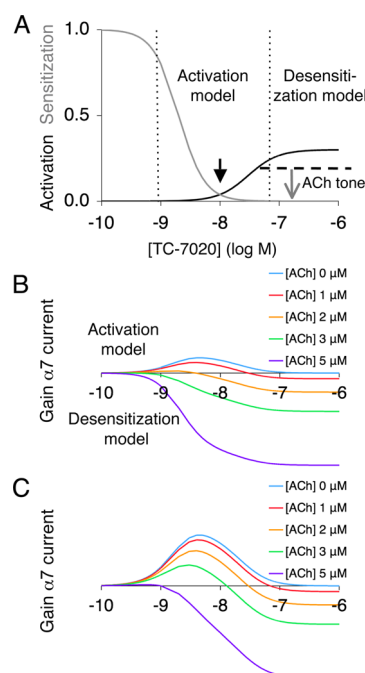 A
Activation Sensitization
1.0
0.5
0.0
Activation
model
Desensiti-
zation model
ACh tone
-10 -9 -8 -7 -6
[TC-7020] (log M)
B
Gain α7 current
Activation
model
Desensitization
model
[ACh] 0 µM
[ACh] 1 µM
[ACh] 2 µM
[ACh] 3 µM
[ACh] 5 µM
-10 -9 -8 -7 -6
C
Gain α7 current
[ACh] 0 µM
[ACh] 1 µM
[ACh] 2 µM
[ACh] 3 µM
[ACh] 5 µM
-10 -9 -8 -7 -6